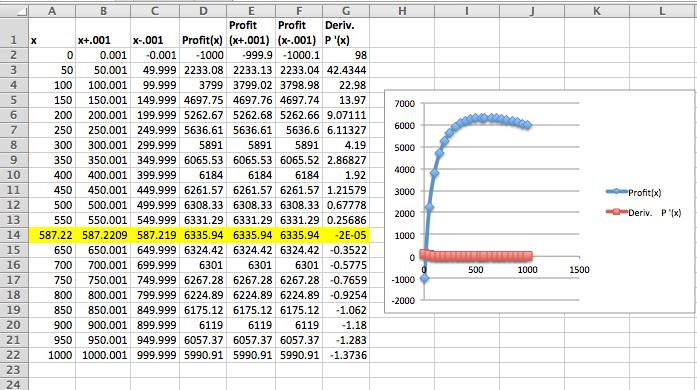 A B C D E F G H I J K L
Profit Profit Deriv.
1 x x+.001 x-.001 Profit(x) (x+.001) (x-.001) P '(x)
2 0 0.001 -0.001 -1000 -999.9 -1000.1 98
3 50 50.001 49.999 2233.08 2233.13 2233.04 42.4344
4 100 100.001 99.999 3799 3799.02 3798.98 22.98
5 150 150.001 149.999 4697.75 4697.76 4697.74 13.97
6 200 200.001 199.999 5262.67 5262.68 5262.66 9.07111
7 250 250.001 249.999 5636.61 5636.61 5636.6 6.11327
8 300 300.001 299.999 5891 5891 5891 4.19
9 350 350.001 349.999 6065.53 6065.53 6065.52 2.86827
10 400 400.001 399.999 6184 6184 6184 1.92
11 450 450.001 449.999 6261.57 6261.57 6261.57 1.21579
12 500 500.001 499.999 6308.33 6308.33 6308.33 0.67778
13 550 550.001 549.999 6331.29 6331.29 6331.29 0.25686
14 587.22 587.2209 587.219 6335.94 6335.94 6335.94 -2E-05
15 650 650.001 649.999 6324.42 6324.42 6324.42 -0.3522
16 700 700.001 699.999 6301 6301 6301 -0.5775
17 750 750.001 749.999 6267.28 6267.28 6267.28 -0.7659
18 800 800.001 799.999 6224.89 6224.89 6224.89 -0.9254
19 850 850.001 849.999 6175.12 6175.12 6175.12 -1.062
20 900 900.001 899.999 6119 6119 6119 -1.18
21 950 950.001 949.999 6057.37 6057.37 6057.37 -1.283
22 1000 1000.001 999.999 5990.91 5990.91 5990.91 -1.3736
23
24
7000
6000
5000
4000
3000
2000
1000
0
-1000
-2000
0 500 1000 1500
Profit(x)
Deriv. P '(x)